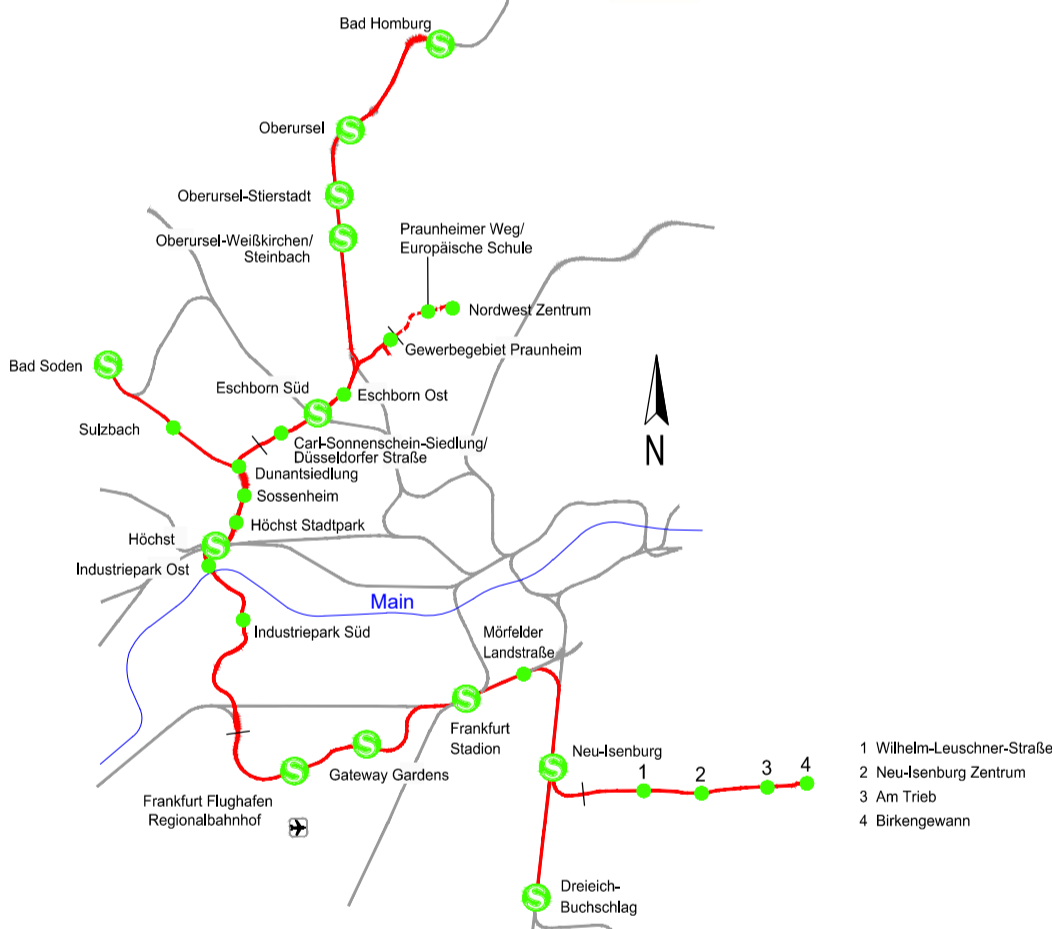 Bad Homburg
S
Oberursel
S
Oberursel-Stierstadt
S
Oberursel-Weißkirchen/
Steinbach
S
Praunheimer Weg/
Europäische Schule
Nordwest Zentrum
Gewerbegebiet Praunheim
Bad Soden
S
Eschborn Süd
S
Eschborn Ost
Sulzbach
Carl-Sonnenschein-Siedlung/
Düsseldorfer Straße
Dunantsiedlung
N
Sossenheim
Höchst Stadtpark
Höchst
S
Industriepark Ost
Main
Industriepark Süd
Mörfelder
Landstraße
S
Frankfurt
Stadion
S
Gateway Gardens
S
Frankfurt Flughafen
Regionalbahnhof
Neu-Isenburg
S
1
2
3
4
1 Wilhelm-Leuschner-Straße
2 Neu-Isenburg Zentrum
3 Am Trieb
4 Birkengewann
S
Dreieich-
Buchschlag